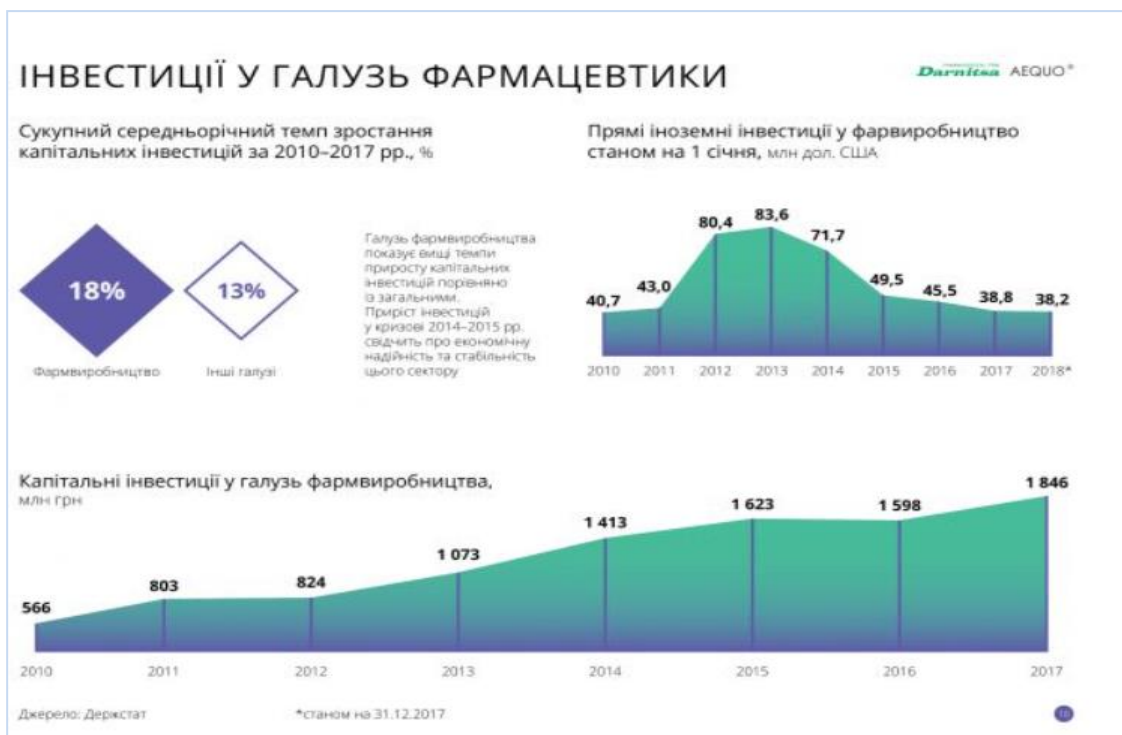 ІНВЕСТИЦІЇ У ГАЛУЗЬ ФАРМАЦЕВТИКИ
Darnitsa AEQUO®
Сукупний середньорічний темп зростання
капітальних інвестицій за 2010–2017 рр., %
18%
13%
Фармвиробництво
Інші галузі
Галузь фармвиробництва
показує вищі темпи
приросту капітальних
інвестицій порівняно
із загальними.
Приріст інвестицій
у кризові 2014–2015 рр.
свідчить про економічну
надійність та стабільність
цього сектору
Прямі іноземні інвестиції у фарвиробництво
станом на 1 січня, млн дол. США
40,7 43,0 80,4 83,6 71,7 49,5 45,5 38,8 38,2
2010 2011 2012 2013 2014 2015 2016 2017 2018*
Капітальні інвестиції у галузь фармвиробництва,
млн грн
566 803 824 1 073 1 413 1 623 1 598 1 846
2010 2011 2012 2013 2014 2015 2016 2017
Джерело: Держстат
*станом на 31.12.2017